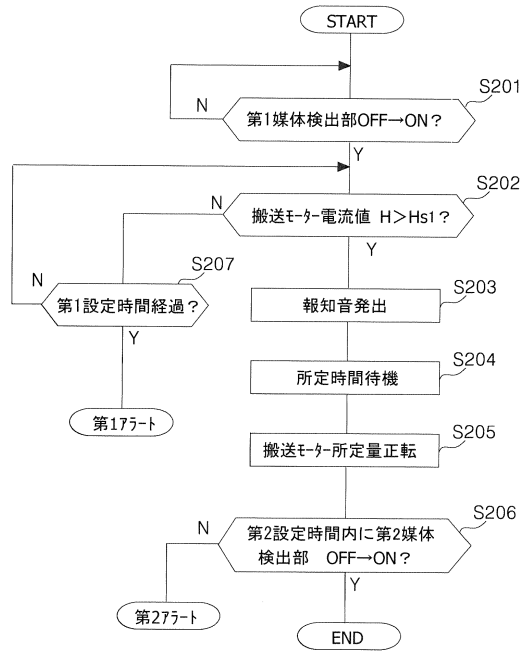 START
S201
N
第1媒体検出部OFF→ON？
Y
S202
N
搬送モーター電流値 H＞Hs1？
Y
S207
N
第1設定時間経過？
Y
第1アラート
S203
報知音発出
S204
所定時間待機
S205
搬送モーター所定量正転
S206
N
第2設定時間内に第2媒体
検出部 OFF→ON？
Y
第2アラート
END